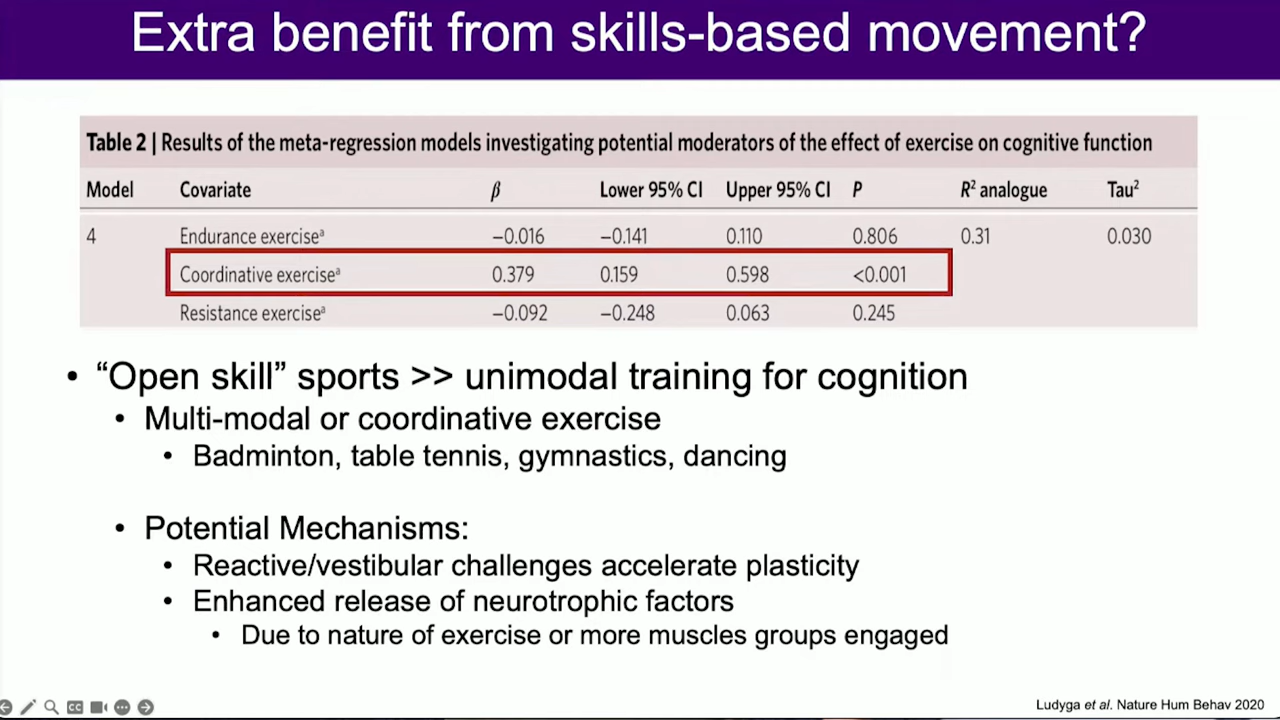 Extra benefit from skills-based movement?
Table 2 | Results of the meta-regression models investigating potential moderators of the effect of exercise on cognitive function
Model Covariate β Lower 95% CI Upper 95% CI P R² analogue Tau²
4 Endurance exerciseᵃ −0.016 −0.141 0.110 0.806 0.31 0.030
Coordinative exerciseᵃ 0.379 0.159 0.598 <0.001
Resistance exerciseᵃ −0.092 −0.248 0.063 0.245
• “Open skill” sports >> unimodal training for cognition
• Multi-modal or coordinative exercise
• Badminton, table tennis, gymnastics, dancing
• Potential Mechanisms:
• Reactive/vestibular challenges accelerate plasticity
• Enhanced release of neurotrophic factors
• Due to nature of exercise or more muscles groups engaged
CC
Ludyga et al. Nature Hum Behav 2020